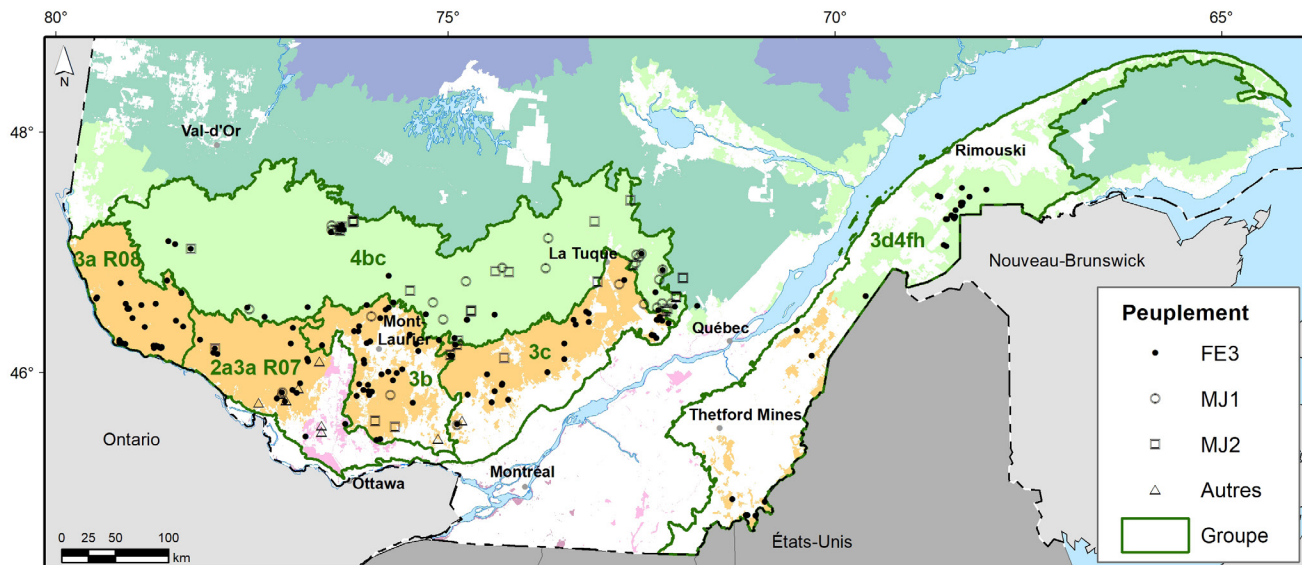 80° 75° 70° 65°
N
48°
Val-d'Or
Rimouski
3a R08
4bc
La Tuque
3d4fh
Nouveau-Brunswick
Mont-
Laurier
Québec
46°
2a3a R07
3b
3c
Thetford Mines
Ontario
Montréal
Ottawa
États-Unis
0 25 50 100
km
Peuplement
FE3
MJ1
MJ2
Autres
Groupe